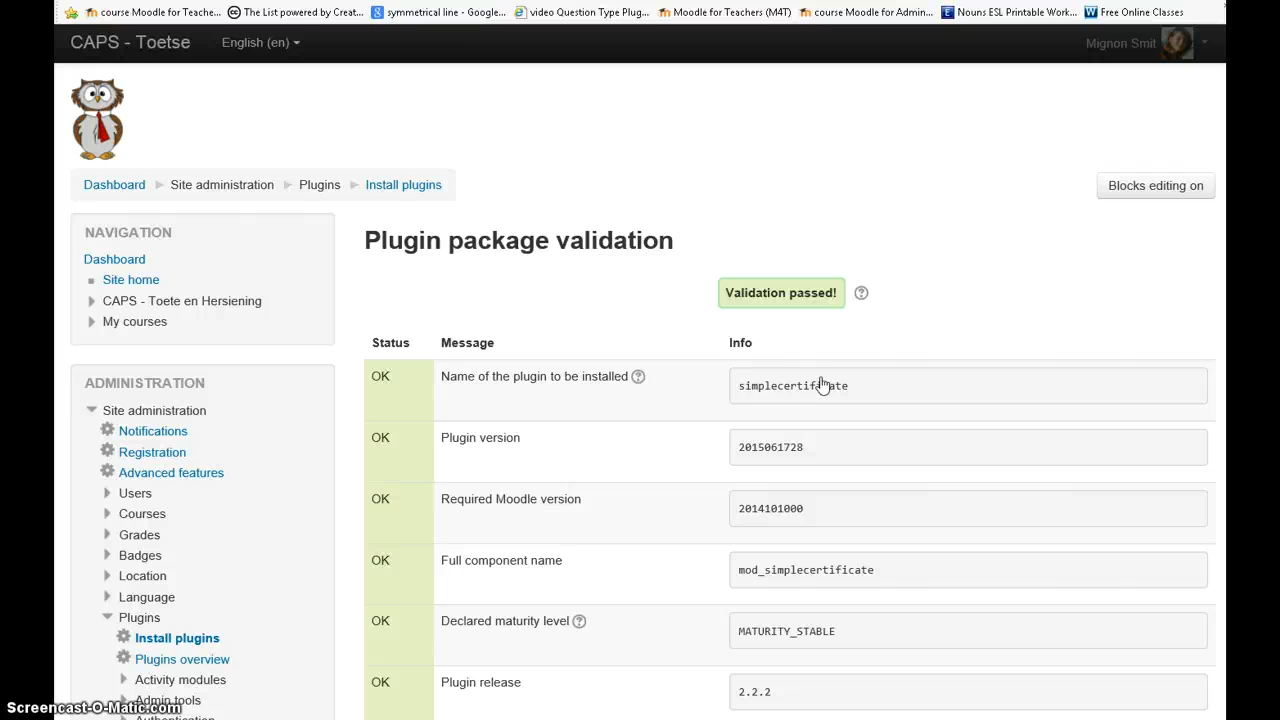 course Moodle for Teache... The List powered by Creat... symmetrical line - Google... video Question Type Plug... Moodle for Teachers (M4T) course Moodle for Admin... Nouns ESL Printable Work... Free Online Classes
CAPS - Toetse English (en) Mignon Smit
Dashboard Site administration Plugins Install plugins Blocks editing on
NAVIGATION
Dashboard
Site home
CAPS - Toete en Hersiening
My courses
ADMINISTRATION
Site administration
Notifications
Registration
Advanced features
Users
Courses
Grades
Badges
Location
Language
Plugins
Install plugins
Plugins overview
Activity modules
Admin tools
Authentication
Plugin package validation
Validation passed!
Status Message Info
OK Name of the plugin to be installed simplecertificate
OK Plugin version 2015061728
OK Required Moodle version 2014101000
OK Full component name mod_simplecertificate
OK Declared maturity level MATURITY_STABLE
OK Plugin release 2.2.2
Screencast-O-Matic.com